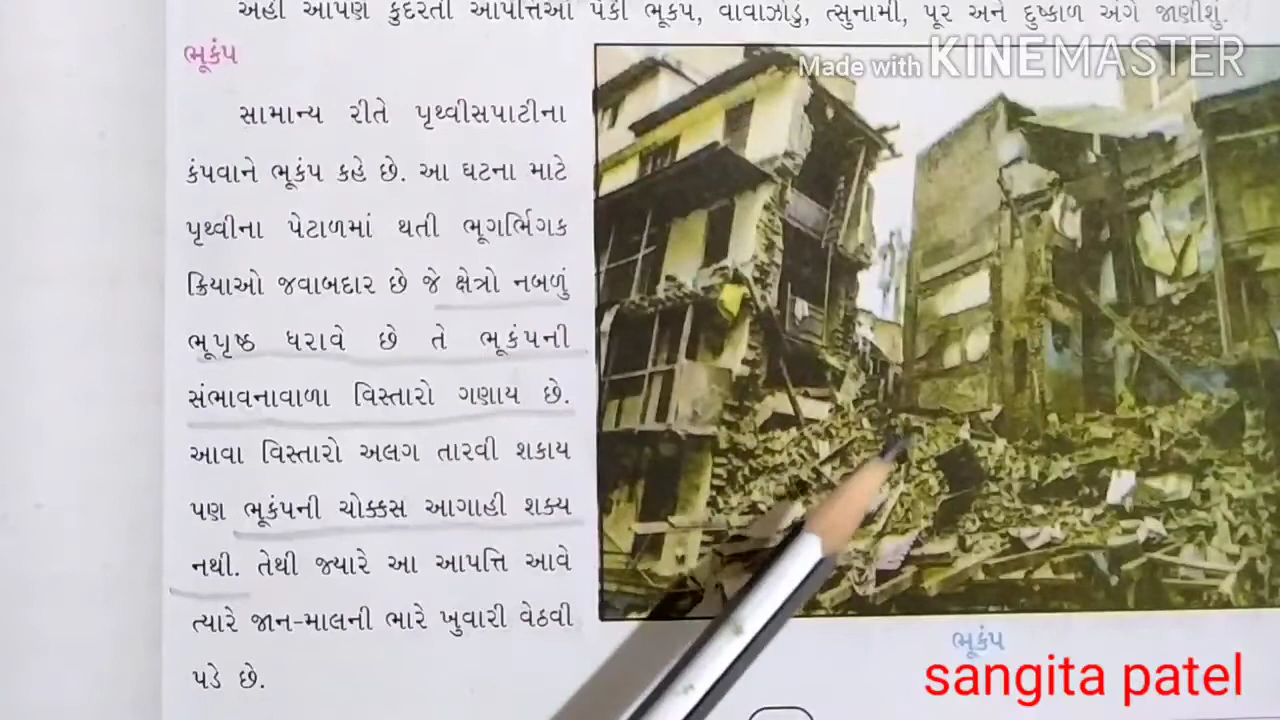 અહીં આપણે કુદરતી આપત્તિઓ પૈકી ભૂકંપ, વાવાઝોડું, ત્સુનામી, પૂર અને દુષ્કાળ અંગે જાણીશું.
Made with KINEMASTER
ભૂકંપ
સામાન્ય રીતે પૃથ્વીસપાટીના
કંપવાને ભૂકંપ કહે છે. આ ઘટના માટે
પૃથ્વીના પેટાળમાં થતી ભૂગર્ભિગક
ક્રિયાઓ જવાબદાર છે જે ક્ષેત્રો નબળું
ભૂપૃષ્ઠ ધરાવે છે તે ભૂકંપની
સંભાવનાવાળા વિસ્તારો ગણાય છે.
આવા વિસ્તારો અલગ તારવી શકાય
પણ ભૂકંપની ચોક્કસ આગાહી શક્ય
નથી. તેથી જ્યારે આ આપત્તિ આવે
ત્યારે જાન-માલની ભારે ખુવારી વેઠવી
પડે છે.
ભૂકંપ
sangita patel